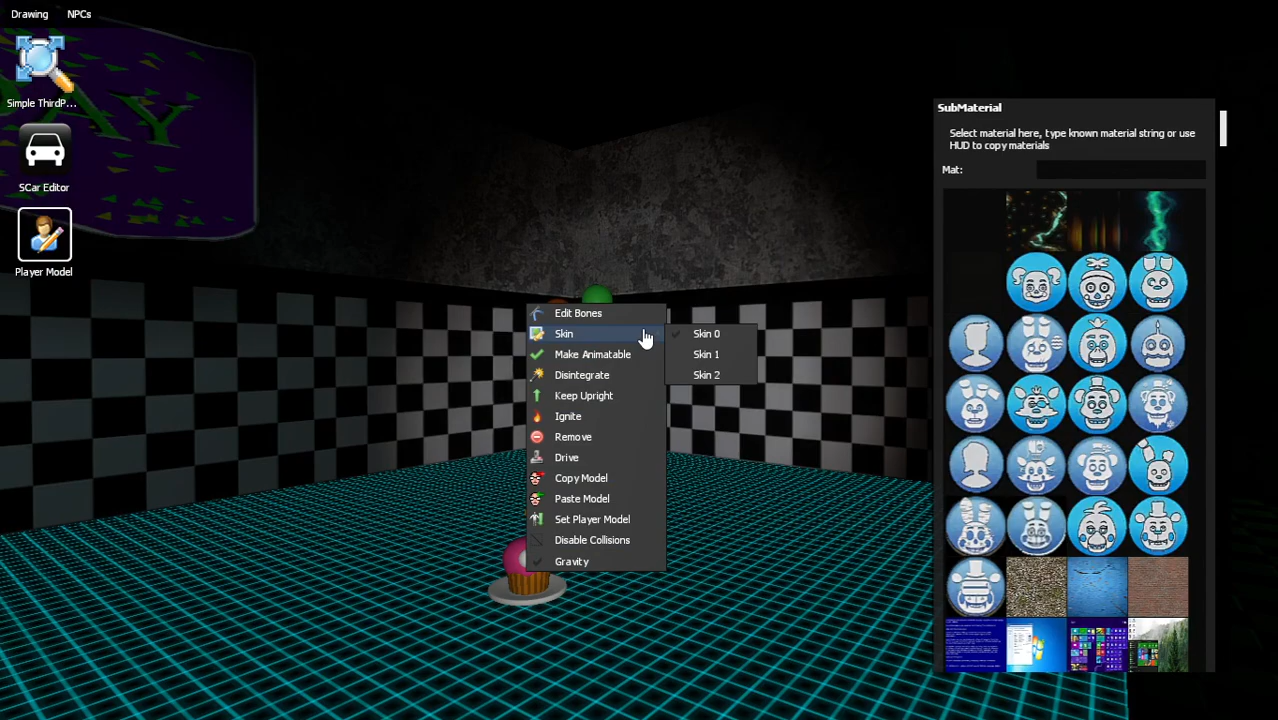 Drawing NPCs
Simple ThirdP...
SCar Editor
Player Model
AY
Edit Bones
Skin
Make Animatable
Disintegrate
Keep Upright
Ignite
Remove
Drive
Copy Model
Paste Model
Set Player Model
Disable Collisions
Gravity
Skin 0
Skin 1
Skin 2
SubMaterial
Select material here, type known material string or use
HUD to copy materials
Mat: